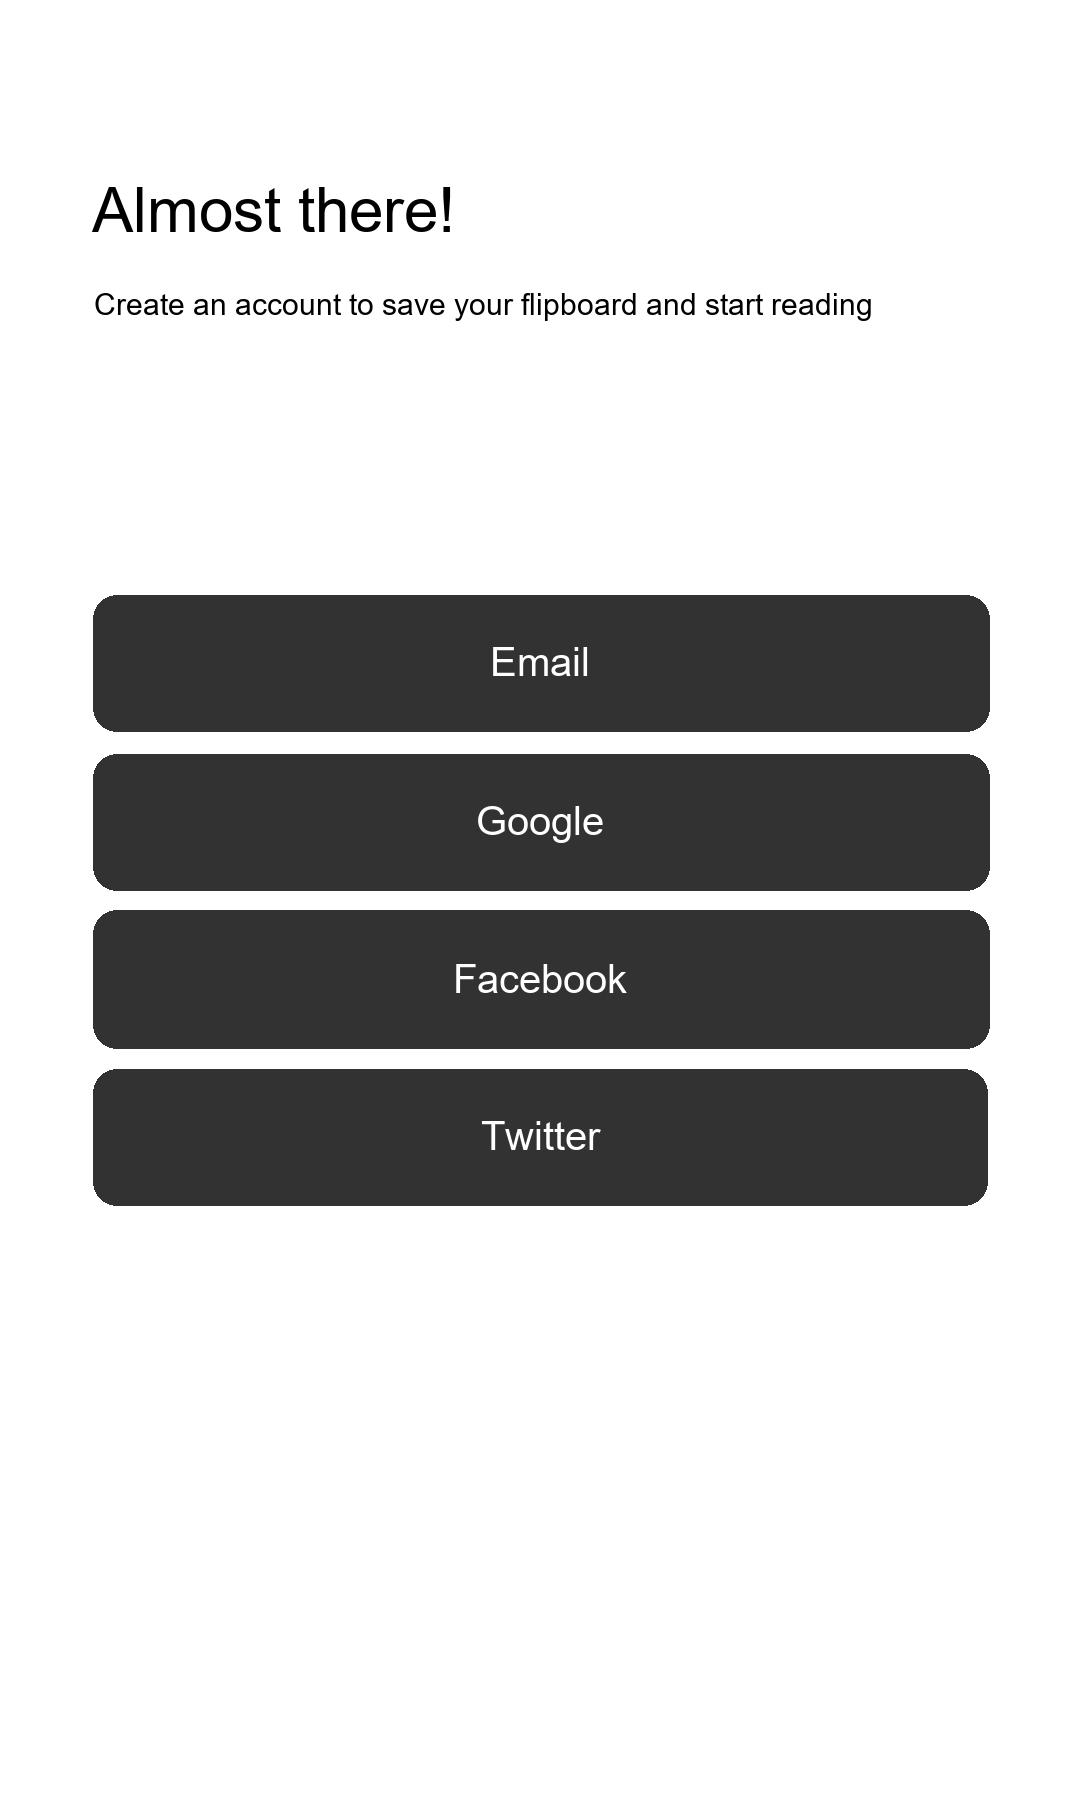 Almost there!
Create an account to save your flipboard and start reading
Email
Google
Facebook
Twitter